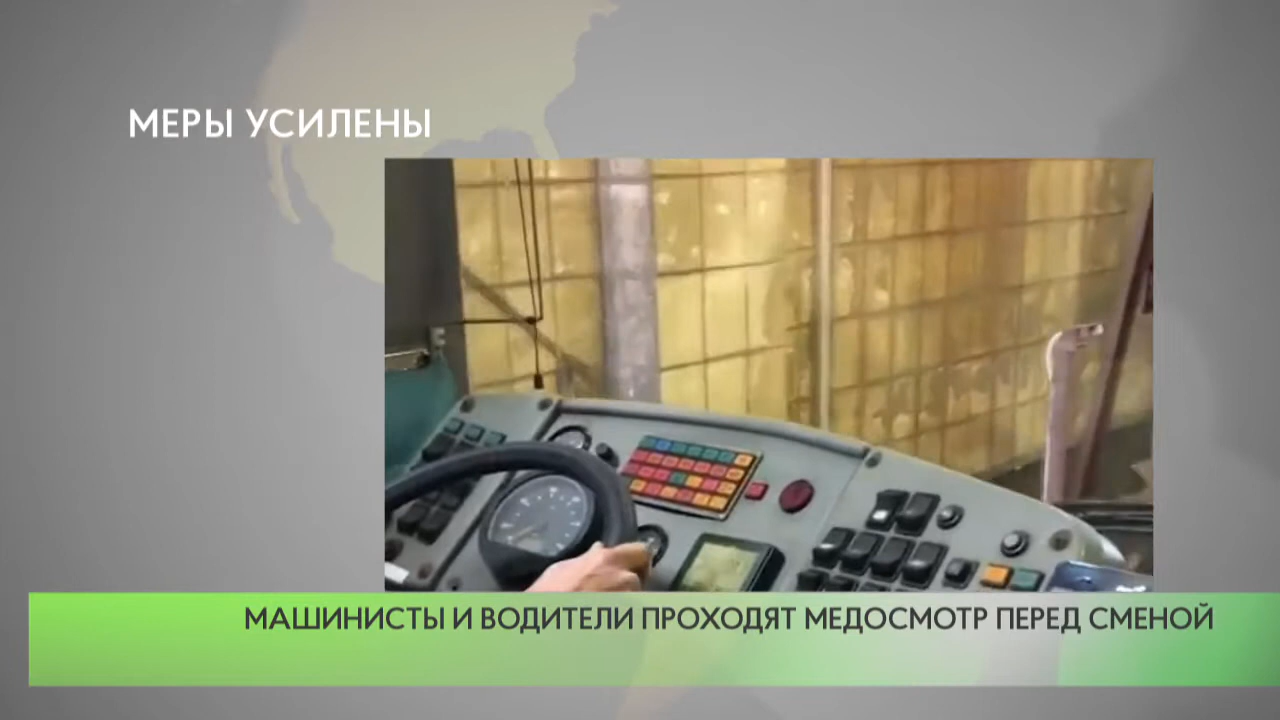 МЕРЫ УСИЛЕНЫ
МАШИНИСТЫ И ВОДИТЕЛИ ПРОХОДЯТ МЕДОСМОТР ПЕРЕД СМЕНОЙ